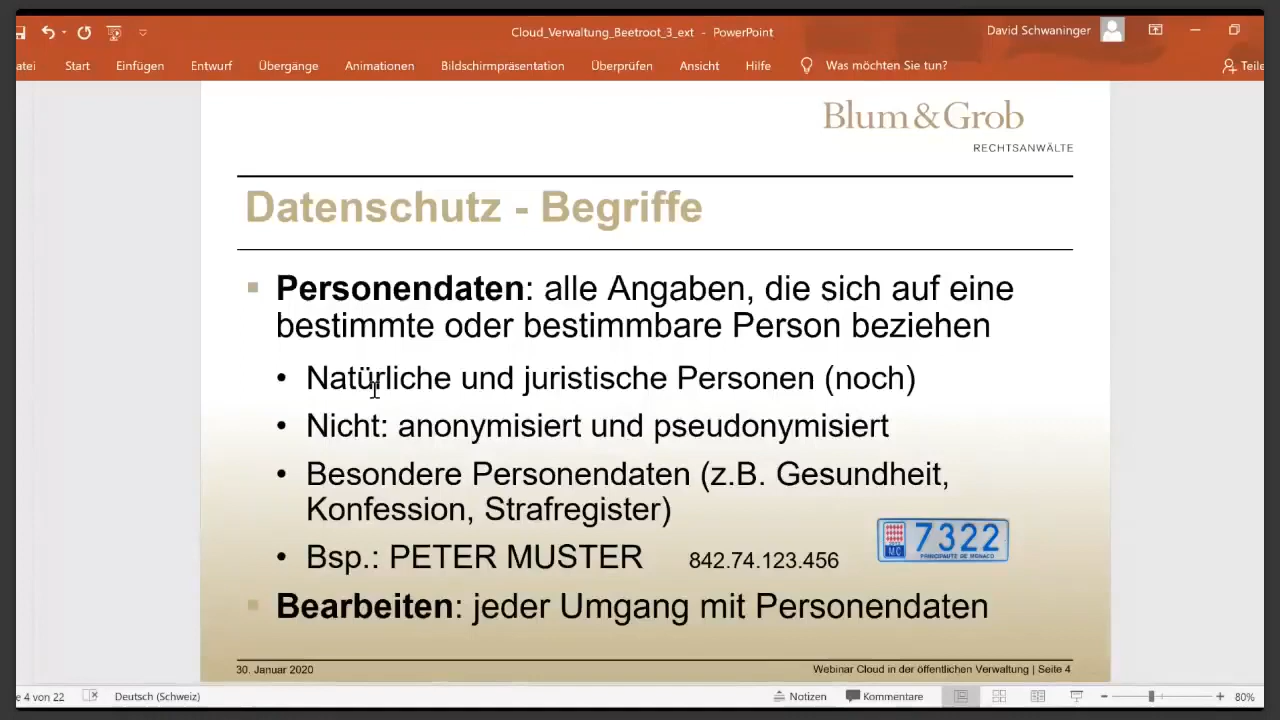 Cloud_Verwaltung_Beetroot_3_ext - PowerPoint
David Schwaninger
atei Start Einfügen Entwurf Übergänge Animationen Bildschirmpräsentation Überprüfen Ansicht Hilfe Was möchten Sie tun? Teile
Blum&Grob
RECHTSANWÄLTE
Datenschutz - Begriffe
Personendaten: alle Angaben, die sich auf eine
bestimmte oder bestimmbare Person beziehen
• Natürliche und juristische Personen (noch)
• Nicht: anonymisiert und pseudonymisiert
• Besondere Personendaten (z.B. Gesundheit,
Konfession, Strafregister)
• Bsp.: PETER MUSTER 842.74.123.456
7322
MC
PRINCIPAUTE DE MONACO
Bearbeiten: jeder Umgang mit Personendaten
30. Januar 2020 Webinar Cloud in der öffentlichen Verwaltung | Seite 4
e 4 von 22 Deutsch (Schweiz) Notizen Kommentare 80%